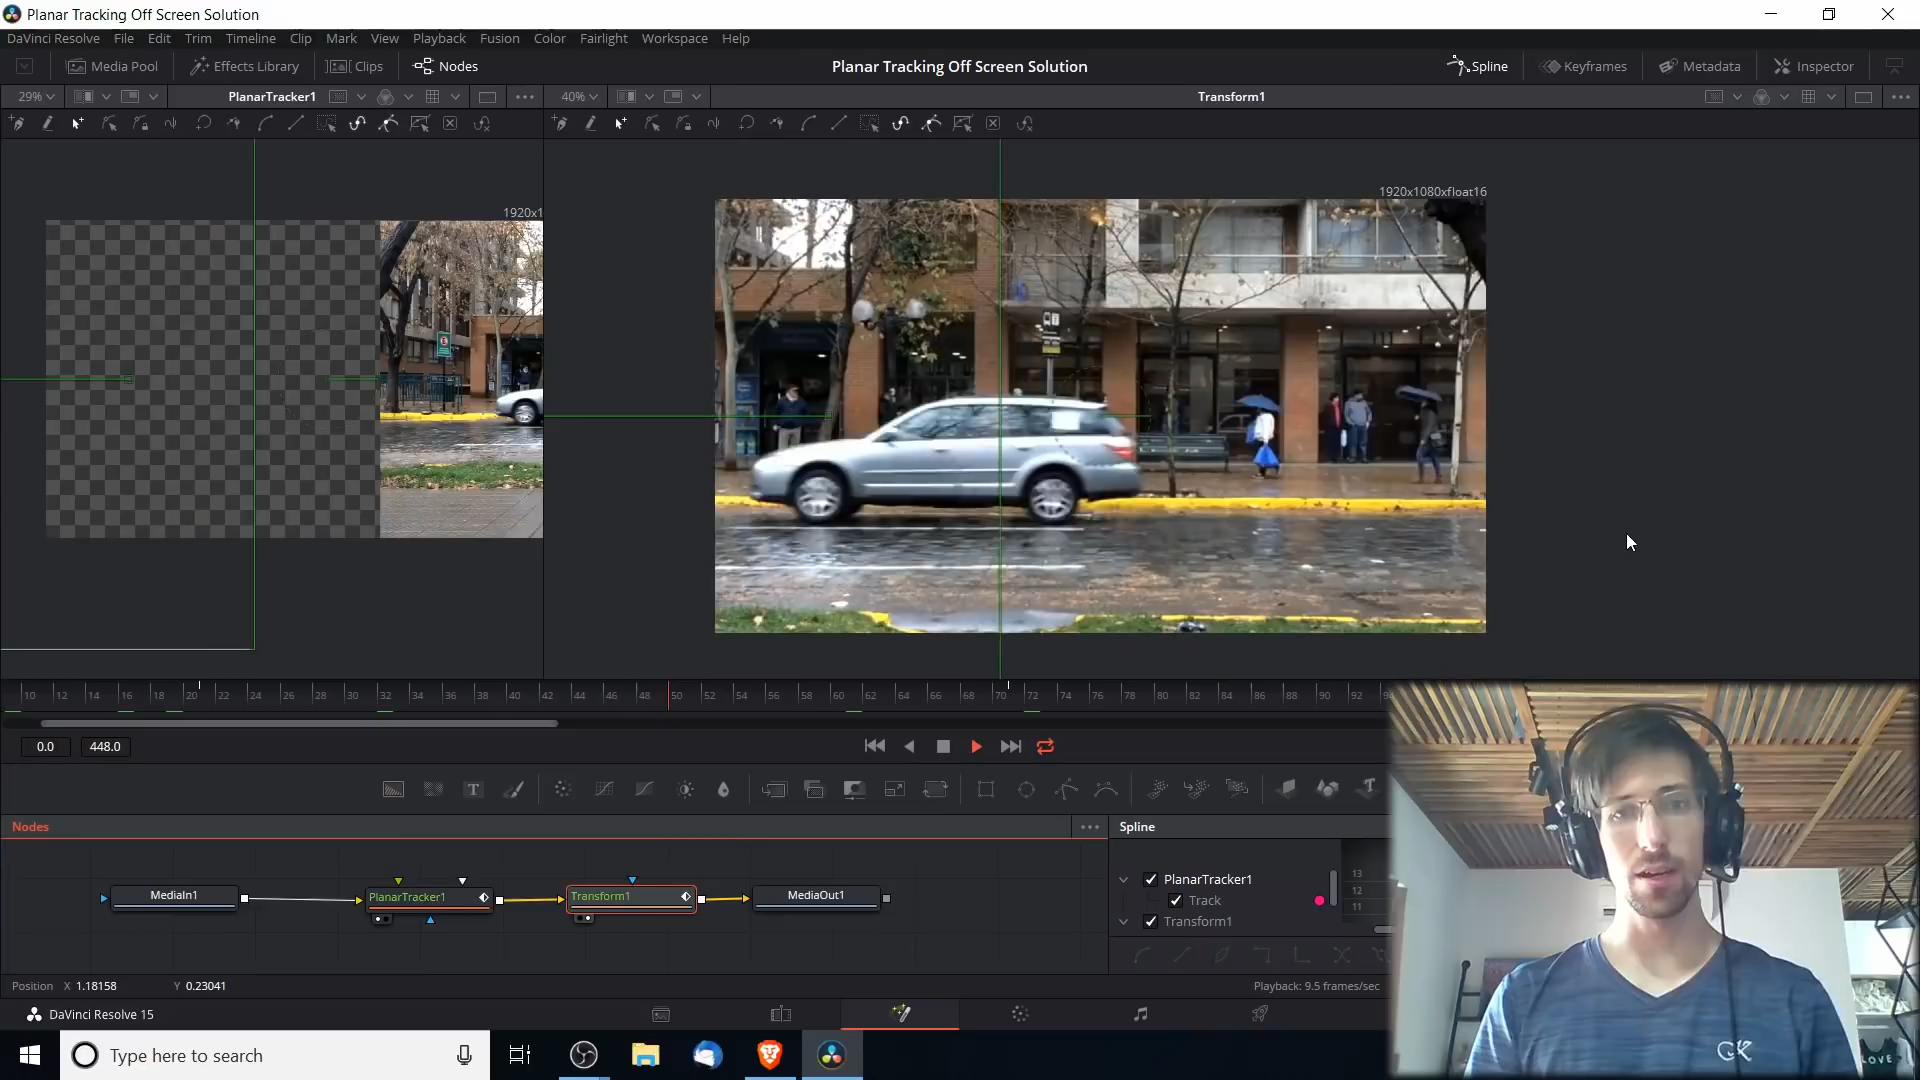 Planar Tracking Off Screen Solution
DaVinci Resolve File Edit Trim Timeline Clip Mark View Playback Fusion Color Fairlight Workspace Help
Media Pool Effects Library Clips Nodes Planar Tracking Off Screen Solution Spline Keyframes Metadata Inspector
29% PlanarTracker1 40% Transform1
1920x1080xfloat16
1920x1
10 12 14 16 18 20 22 24 26 28 30 32 34 36 38 40 42 44 46 48 50 52 54 56 58 60 62 64 66 68 70 72 74 76 78 80 82 84 86 88 90 92
0.0 448.0
Nodes Spline
MediaIn1 PlanarTracker1 Transform1 MediaOut1
PlanarTracker1
Track
Transform1
13
12
11
Position X 1.18158 Y 0.23041 Playback: 9.5 frames/sec
DaVinci Resolve 15
Type here to search
GK
LOVE